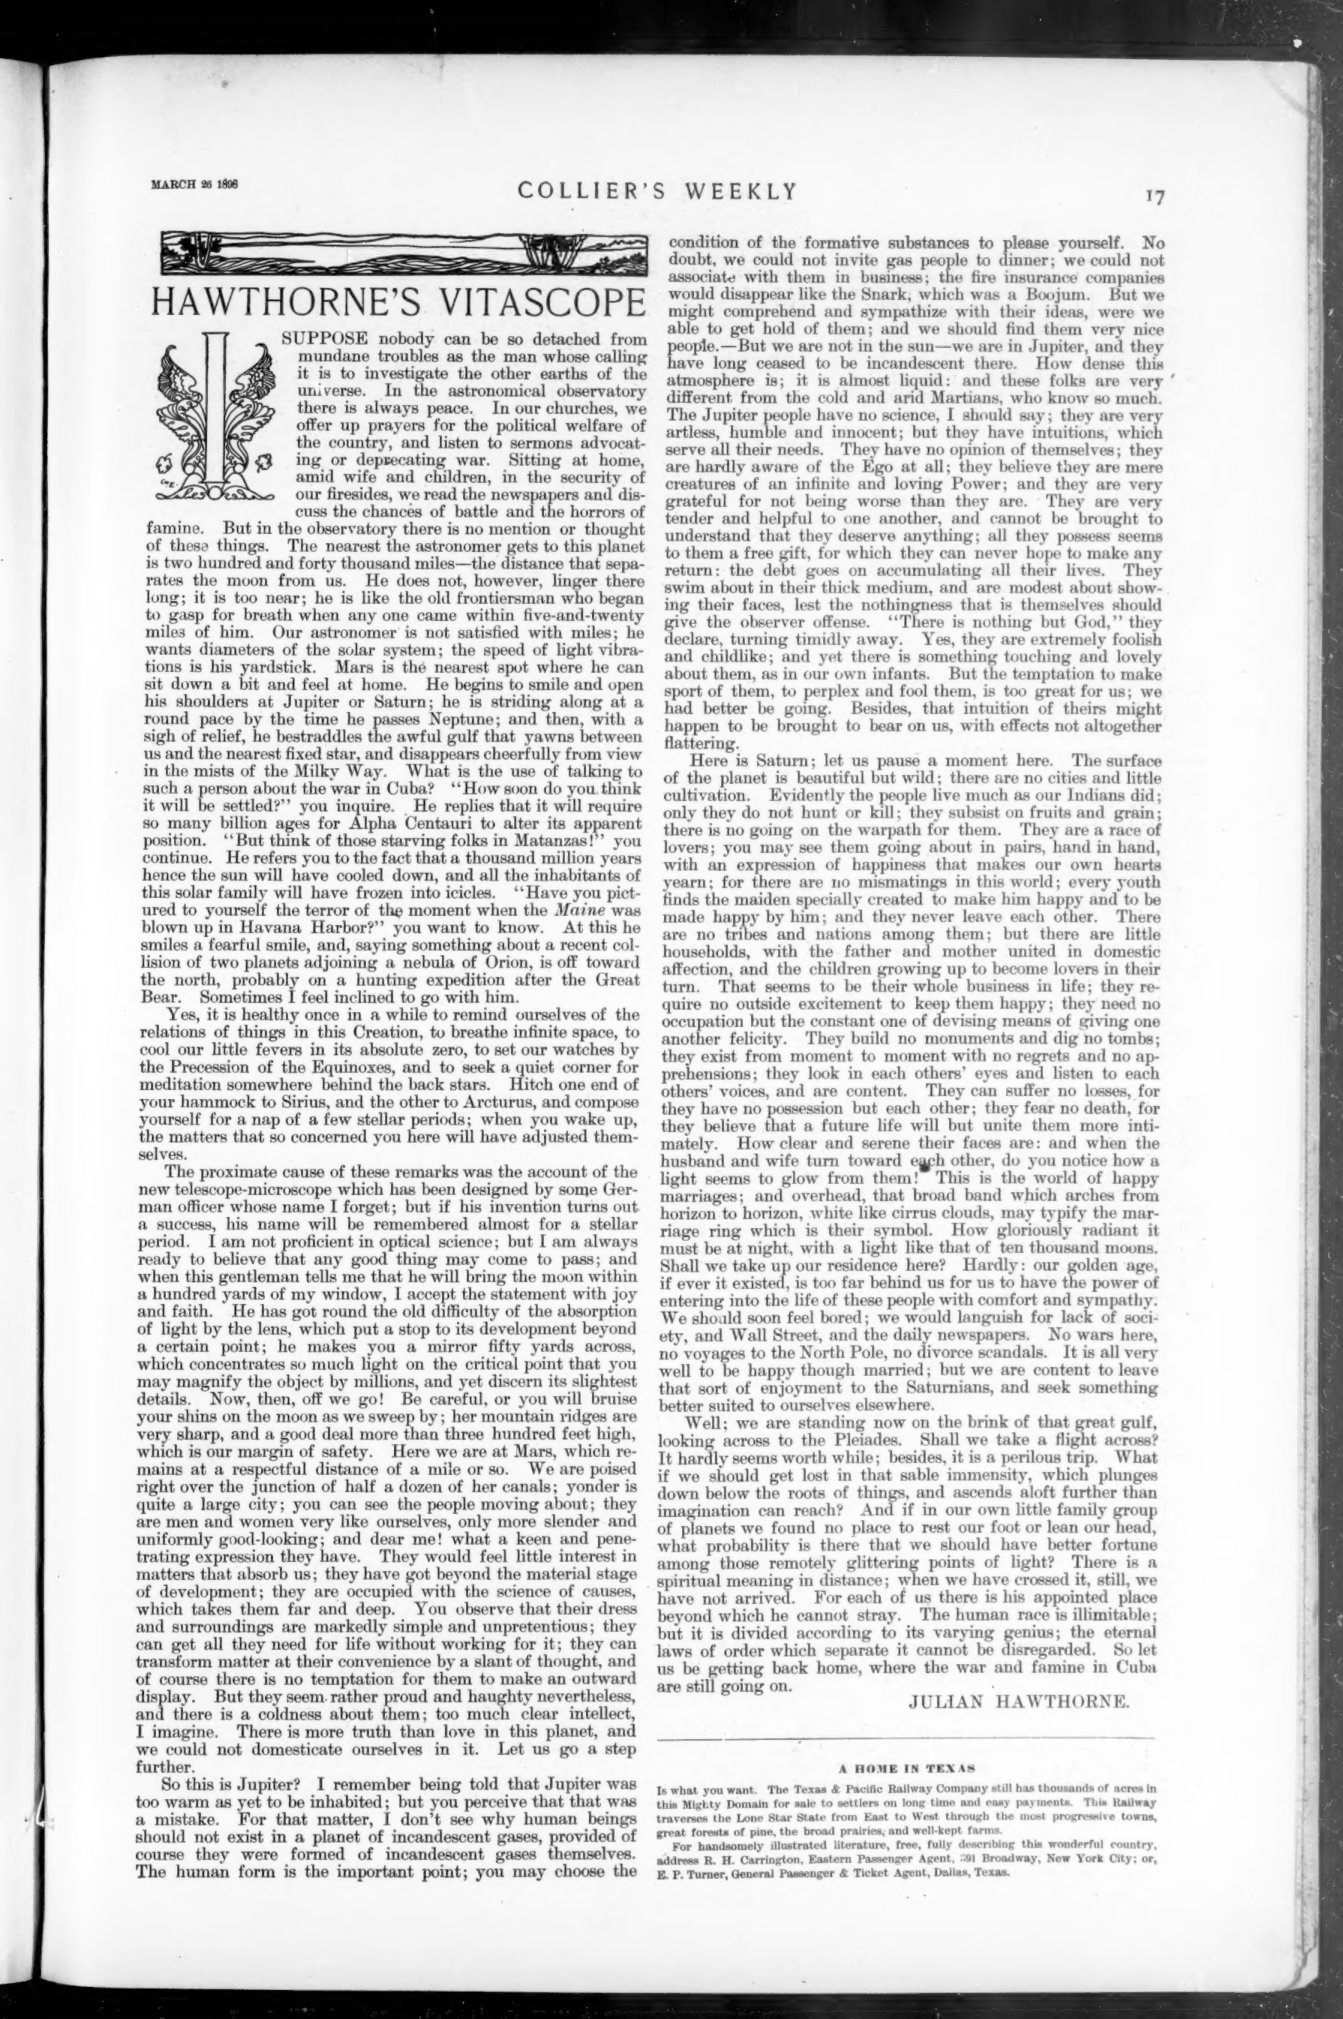 MARCH 26 1898
COLLIER'S WEEKLY
17
HAWTHORNE'S VITASCOPE
I SUPPOSE nobody can be so detached from
mundane troubles as the man whose calling
it is to investigate the other earths of the
universe. In the astronomical observatory
there is always peace. In our churches, we
offer up prayers for the political welfare of
the country, and listen to sermons advocat-
ing or deprecating war. Sitting at home,
amid wife and children, in the security of
our firesides, we read the newspapers and dis-
cuss the chances of battle and the horrors of
famine. But in the observatory there is no mention or thought
of these things. The nearest the astronomer gets to this planet
is two hundred and forty thousand miles—the distance that sepa-
rates the moon from us. He does not, however, linger there
long; it is too near; he is like the old frontiersman who began
to gasp for breath when any one came within five-and-twenty
miles of him. Our astronomer is not satisfied with miles; he
wants diameters of the solar system; the speed of light vibra-
tions is his yardstick. Mars is the nearest spot where he can
sit down a bit and feel at home. He begins to smile and open
his shoulders at Jupiter or Saturn; he is striding along at a
round pace by the time he passes Neptune; and then, with a
sigh of relief, he bestraddles the awful gulf that yawns between
us and the nearest fixed star, and disappears cheerfully from view
in the mists of the Milky Way. What is the use of talking to
such a person about the war in Cuba? "How soon do you think
it will be settled?" you inquire. He replies that it will require
so many billion ages for Alpha Centauri to alter its apparent
position. "But think of those starving folks in Matanzas!" you
continue. He refers you to the fact that a thousand million years
hence the sun will have cooled down, and all the inhabitants of
this solar family will have frozen into icicles. "Have you pict-
ured to yourself the terror of the moment when the Maine was
blown up in Havana Harbor?" you want to know. At this he
smiles a fearful smile, and, saying something about a recent col-
lision of two planets adjoining a nebula of Orion, is off toward
the north, probably on a hunting expedition after the Great
Bear. Sometimes I feel inclined to go with him.
Yes, it is healthy once in a while to remind ourselves of the
relations of things in this Creation, to breathe infinite space, to
cool our little fevers in its absolute zero, to set our watches by
the Precession of the Equinoxes, and to seek a quiet corner for
meditation somewhere behind the back stars. Hitch one end of
your hammock to Sirius, and the other to Arcturus, and compose
yourself for a nap of a few stellar periods; when you wake up,
the matters that so concerned you here will have adjusted them-
selves.
The proximate cause of these remarks was the account of the
new telescope-microscope which has been designed by some Ger-
man officer whose name I forget; but if his invention turns out
a success, his name will be remembered almost for a stellar
period. I am not proficient in optical science; but I am always
ready to believe that any good thing may come to pass; and
when this gentleman tells me that he will bring the moon within
a hundred yards of my window, I accept the statement with joy
and faith. He has got round the old difficulty of the absorption
of light by the lens, which put a stop to its development beyond
a certain point; he makes you a mirror fifty yards across,
which concentrates so much light on the critical point that you
may magnify the object by millions, and yet discern its slightest
details. Now, then, off we go! Be careful, or you will bruise
your shins on the moon as we sweep by; her mountain ridges are
very sharp, and a good deal more than three hundred feet high,
which is our margin of safety. Here we are at Mars, which re-
mains at a respectful distance of a mile or so. We are poised
right over the junction of half a dozen of her canals; yonder is
quite a large city; you can see the people moving about; they
are men and women very like ourselves, only more slender and
uniformly good-looking; and dear me! what a keen and pene-
trating expression they have. They would feel little interest in
matters that absorb us; they have got beyond the material stage
of development; they are occupied with the science of causes,
which takes them far and deep. You observe that their dress
and surroundings are markedly simple and unpretentious; they
can get all they need for life without working for it; they can
transform matter at their convenience by a slant of thought, and
of course there is no temptation for them to make an outward
display. But they seem rather proud and haughty nevertheless,
and there is a coldness about them; too much clear intellect,
I imagine. There is more truth than love in this planet, and
we could not domesticate ourselves in it. Let us go a step
further.
So this is Jupiter? I remember being told that Jupiter was
too warm as yet to be inhabited; but you perceive that that was
a mistake. For that matter, I don't see why human beings
should not exist in a planet of incandescent gases, provided of
course they were formed of incandescent gases themselves.
The human form is the important point; you may choose the
condition of the formative substances to please yourself. No
doubt, we could not invite gas people to dinner; we could not
associate with them in business; the fire insurance companies
would disappear like the Snark, which was a Boojum. But we
might comprehend and sympathize with their ideas, were we
able to get hold of them; and we should find them very nice
people.—But we are not in the sun—we are in Jupiter, and they
have long ceased to be incandescent there. How dense this
atmosphere is; it is almost liquid: and these folks are very
different from the cold and arid Martians, who know so much.
The Jupiter people have no science, I should say; they are very
artless, humble and innocent; but they have intuitions, which
serve all their needs. They have no opinion of themselves; they
are hardly aware of the Ego at all; they believe they are mere
creatures of an infinite and loving Power; and they are very
grateful for not being worse than they are. They are very
tender and helpful to one another, and cannot be brought to
understand that they deserve anything; all they possess seems
to them a free gift, for which they can never hope to make any
return: the debt goes on accumulating all their lives. They
swim about in their thick medium, and are modest about show-
ing their faces, lest the nothingness that is themselves should
give the observer offense. "There is nothing but God," they
declare, turning timidly away. Yes, they are extremely foolish
and childlike; and yet there is something touching and lovely
about them, as in our own infants. But the temptation to make
sport of them, to perplex and fool them, is too great for us; we
had better be going. Besides, that intuition of theirs might
happen to be brought to bear on us, with effects not altogether
flattering.
Here is Saturn; let us pause a moment here. The surface
of the planet is beautiful but wild; there are no cities and little
cultivation. Evidently the people live much as our Indians did;
only they do not hunt or kill; they subsist on fruits and grain;
there is no going on the warpath for them. They are a race of
lovers; you may see them going about in pairs, hand in hand,
with an expression of happiness that makes our own hearts
yearn; for there are no mismatings in this world; every youth
finds the maiden specially created to make him happy and to be
made happy by him; and they never leave each other. There
are no tribes and nations among them; but there are little
households, with the father and mother united in domestic
affection, and the children growing up to become lovers in their
turn. That seems to be their whole business in life; they re-
quire no outside excitement to keep them happy; they need no
occupation but the constant one of devising means of giving one
another felicity. They build no monuments and dig no tombs;
they exist from moment to moment with no regrets and no ap-
prehensions; they look in each others' eyes and listen to each
others' voices, and are content. They can suffer no losses, for
they have no possession but each other; they fear no death, for
they believe that a future life will but unite them more inti-
mately. How clear and serene their faces are: and when the
husband and wife turn toward each other, do you notice how a
light seems to glow from them! This is the world of happy
marriages; and overhead, that broad band which arches from
horizon to horizon, white like cirrus clouds, may typify the mar-
riage ring which is their symbol. How gloriously radiant it
must be at night, with a light like that of ten thousand moons.
Shall we take up our residence here? Hardly: our golden age,
if ever it existed, is too far behind us for us to have the power of
entering into the life of these people with comfort and sympathy.
We should soon feel bored; we would languish for lack of soci-
ety, and Wall Street, and the daily newspapers. No wars here,
no voyages to the North Pole, no divorce scandals. It is all very
well to be happy though married; but we are content to leave
that sort of enjoyment to the Saturnians, and seek something
better suited to ourselves elsewhere.
Well; we are standing now on the brink of that great gulf,
looking across to the Pleiades. Shall we take a flight across?
It hardly seems worth while; besides, it is a perilous trip. What
if we should get lost in that sable immensity, which plunges
down below the roots of things, and ascends aloft further than
imagination can reach? And if in our own little family group
of planets we found no place to rest our foot or lean our head,
what probability is there that we should have better fortune
among those remotely glittering points of light? There is a
spiritual meaning in distance; when we have crossed it, still, we
have not arrived. For each of us there is his appointed place
beyond which he cannot stray. The human race is illimitable;
but it is divided according to its varying genius; the eternal
laws of order which separate it cannot be disregarded. So let
us be getting back home, where the war and famine in Cuba
are still going on.
JULIAN HAWTHORNE.
A HOME IN TEXAS
Is what you want. The Texas & Pacific Railway Company still has thousands of acres in
this Mighty Domain for sale to settlers on long time and easy payments. This Railway
traverses the Lone Star State from East to West through the most progressive towns,
great forests of pine, the broad prairies, and well-kept farms.
For handsomely illustrated literature, free, fully describing this wonderful country,
address R. H. Carrington, Eastern Passenger Agent, 391 Broadway, New York City; or,
E. P. Turner, General Passenger & Ticket Agent, Dallas, Texas.